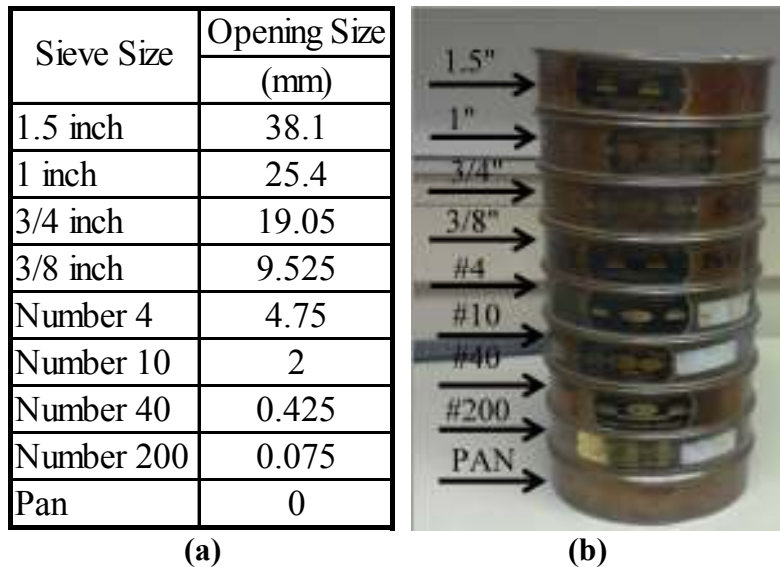 Sieve Size Opening Size
(mm)
1.5 inch 38.1
1 inch 25.4
3/4 inch 19.05
3/8 inch 9.525
Number 4 4.75
Number 10 2
Number 40 0.425
Number 200 0.075
Pan 0
(a)
1.5"
1"
3/4"
3/8"
#4
#10
#40
#200
PAN
(b)